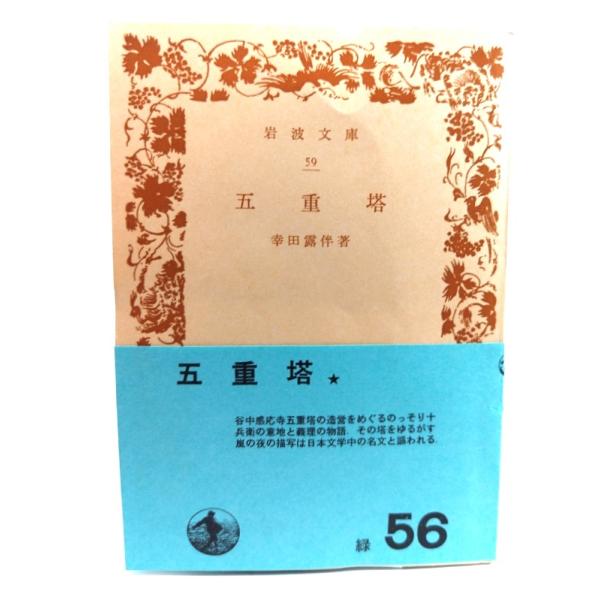 岩波文庫
59
五重塔
幸田露伴著
五重塔★
谷中感応寺五重塔の造営をめぐるのっそり十
兵衛の意地と義理の物語. その塔をゆるがす
嵐の夜の描写は日本文学中の名文と謳われる.
緑 56